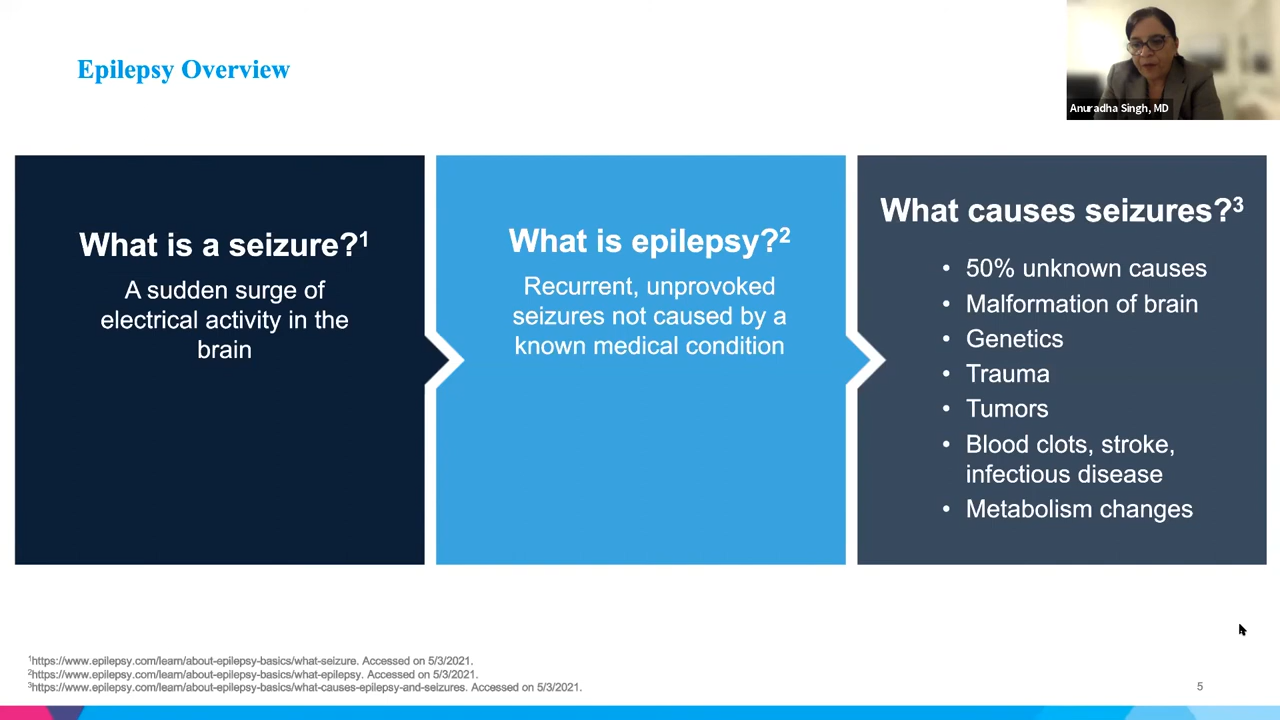 Epilepsy Overview
Anuradha Singh, MD
What is a seizure?¹
A sudden surge of
electrical activity in the
brain
What is epilepsy?²
Recurrent, unprovoked
seizures not caused by a
known medical condition
What causes seizures?³
• 50% unknown causes
• Malformation of brain
• Genetics
• Trauma
• Tumors
• Blood clots, stroke,
infectious disease
• Metabolism changes
¹https://www.epilepsy.com/learn/about-epilepsy-basics/what-seizure. Accessed on 5/3/2021.
²https://www.epilepsy.com/learn/about-epilepsy-basics/what-epilepsy. Accessed on 5/3/2021.
³https://www.epilepsy.com/learn/about-epilepsy-basics/what-causes-epilepsy-and-seizures. Accessed on 5/3/2021.
5